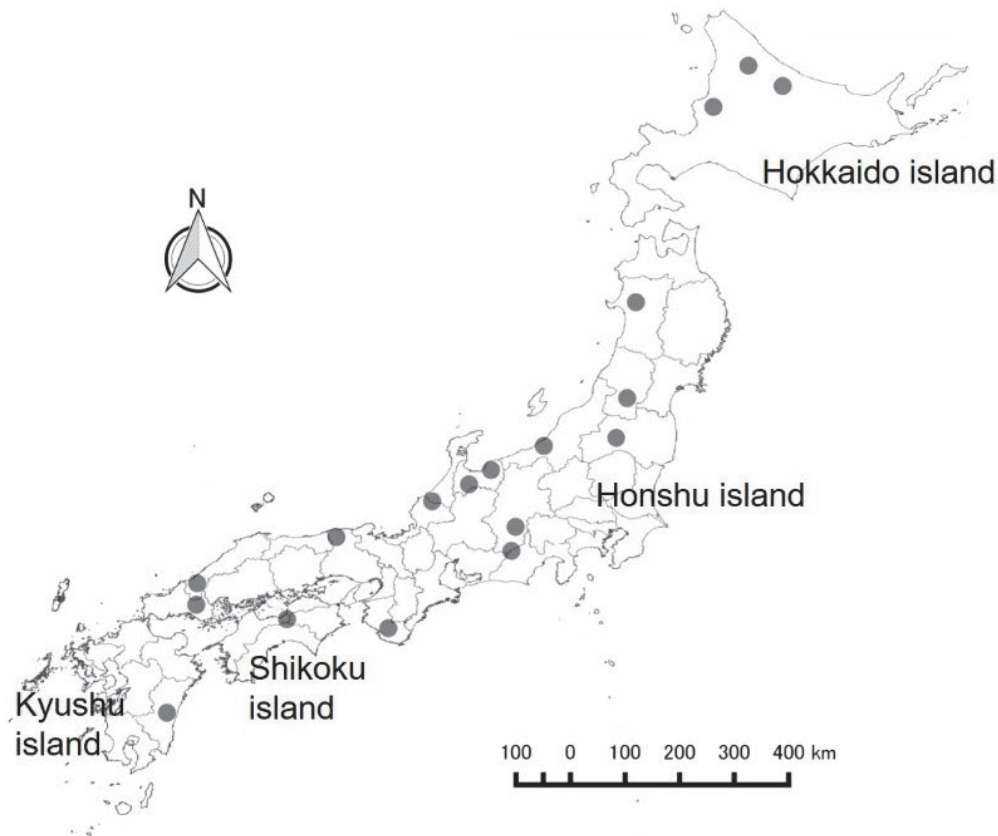 Hokkaido island
N
Honshu island
Shikoku
island
Kyushu
island
100 0 100 200 300 400 km